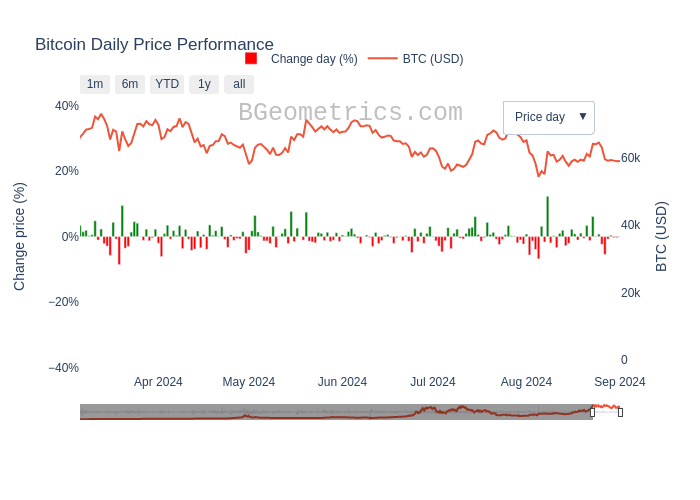 Bitcoin Daily Price Performance
Change day (%) BTC (USD)
1m 6m YTD 1y all
BGeometrics.com
Price day ▼
40%
20%
0%
−20%
−40%
Change price (%)
60k
40k
20k
0
BTC (USD)
Apr 2024 May 2024 Jun 2024 Jul 2024 Aug 2024 Sep 2024